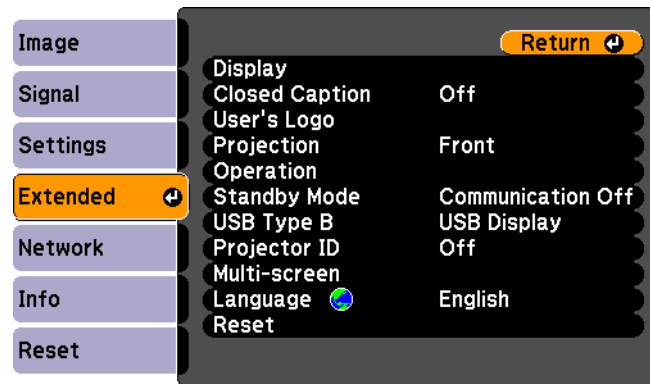 Image
Signal
Settings
Extended
Network
Info
Reset
Return
Display
Closed Caption Off
User's Logo
Projection Front
Operation
Standby Mode Communication Off
USB Type B USB Display
Projector ID Off
Multi-screen
Language English
Reset